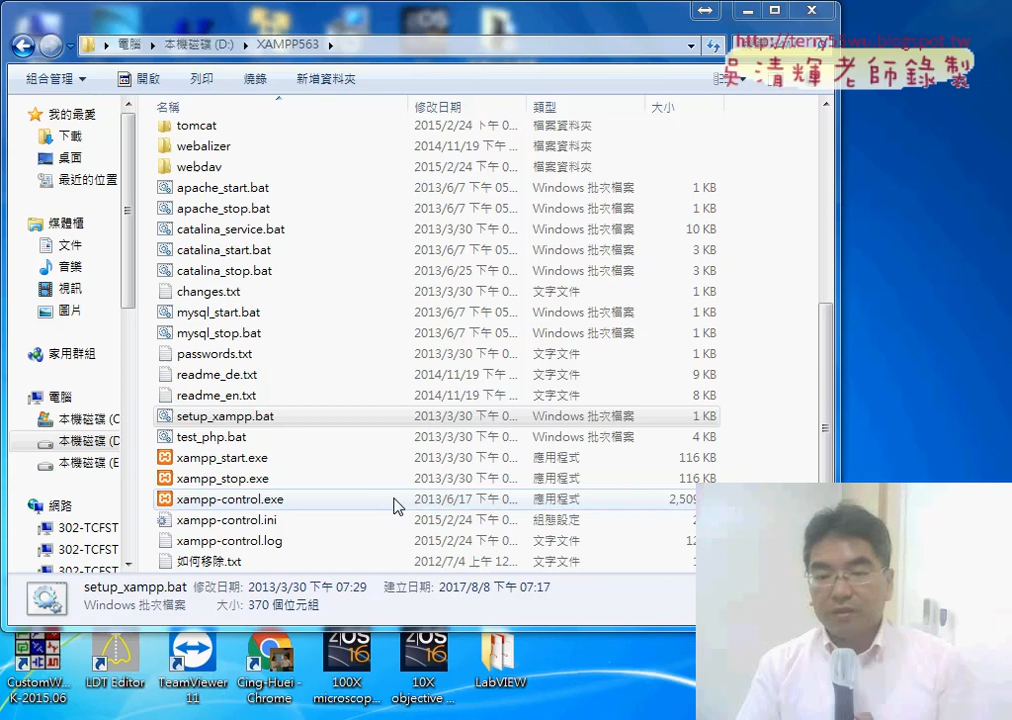 電腦 ▸ 本機磁碟 (D:) ▸ XAMPP563 ▸
http://terry55wu.blogspot.tw
吳清輝老師錄製
組合管理 開啟 列印 燒錄 新增資料夾
名稱 修改日期 類型 大小
我的最愛
下載
桌面
最近的位置
媒體櫃
文件
音樂
視訊
圖片
家用群組
電腦
本機磁碟 (C
本機磁碟 (D
本機磁碟 (E
網路
302-TCFST
302-TCFST
302-TCFST
tomcat 2015/2/24 下午 0... 檔案資料夾
webalizer 2014/11/19 下午 ... 檔案資料夾
webdav 2015/2/24 下午 0... 檔案資料夾
apache_start.bat 2013/6/7 下午 05... Windows 批次檔案 1 KB
apache_stop.bat 2013/6/7 下午 05... Windows 批次檔案 1 KB
catalina_service.bat 2013/3/30 下午 0... Windows 批次檔案 10 KB
catalina_start.bat 2013/6/7 下午 05... Windows 批次檔案 3 KB
catalina_stop.bat 2013/6/25 下午 0... Windows 批次檔案 3 KB
changes.txt 2013/3/30 下午 0... 文字文件 1 KB
mysql_start.bat 2013/6/7 下午 05... Windows 批次檔案 1 KB
mysql_stop.bat 2013/6/7 下午 05... Windows 批次檔案 1 KB
passwords.txt 2013/3/30 下午 0... 文字文件 1 KB
readme_de.txt 2014/11/19 下午 ... 文字文件 9 KB
readme_en.txt 2014/11/19 下午 ... 文字文件 8 KB
setup_xampp.bat 2013/3/30 下午 0... Windows 批次檔案 1 KB
test_php.bat 2013/3/30 下午 0... Windows 批次檔案 4 KB
xampp_start.exe 2013/3/30 下午 0... 應用程式 116 KB
xampp_stop.exe 2013/3/30 下午 0... 應用程式 116 KB
xampp-control.exe 2013/6/17 下午 0... 應用程式 2,509
xampp-control.ini 2015/2/24 下午 0... 組態設定
xampp-control.log 2015/2/24 下午 0... 文字文件
如何移除.txt 2012/7/4 上午 12... 文字文件
setup_xampp.bat 修改日期: 2013/3/30 下午 07:29 建立日期: 2017/8/8 下午 07:17
Windows 批次檔案 大小: 370 個位元組
CustomW...
K-2015.06
LDT Editor
TeamViewer
11
Cing-Huei -
Chrome
ZOS
16
100X
microscop...
ZOS
16
10X
objective ...
LabVIEW